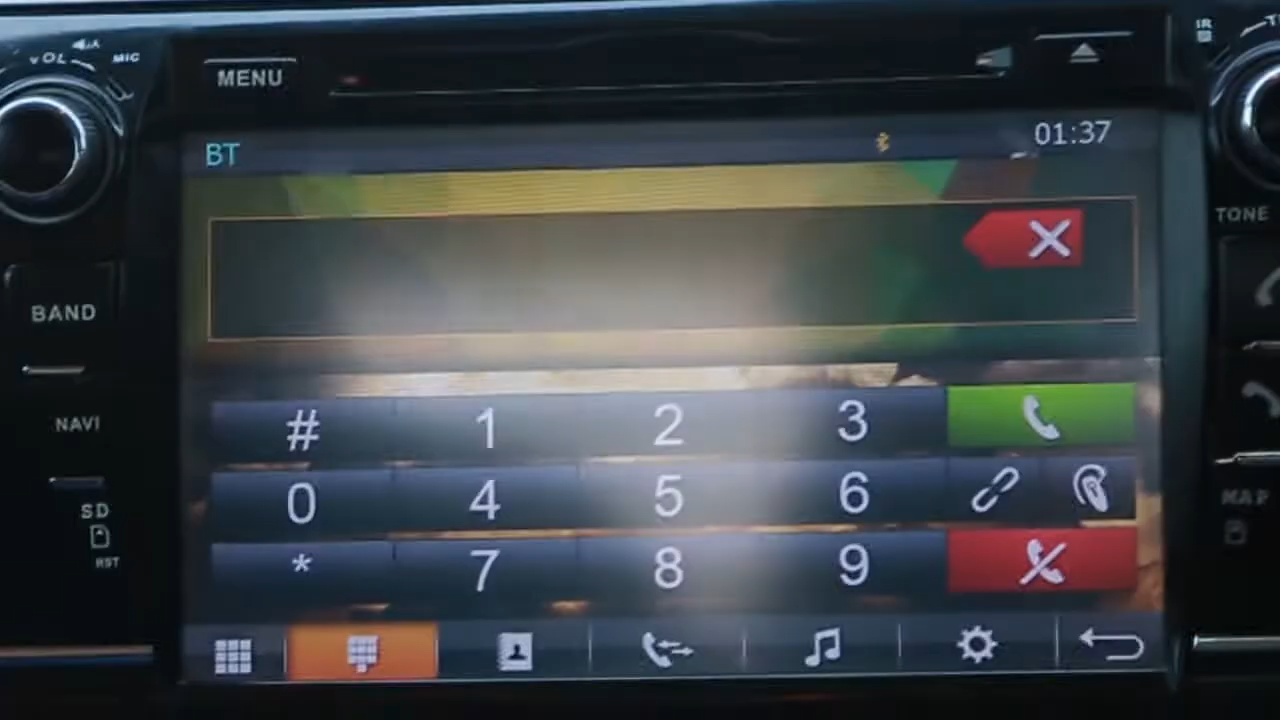 VOL
MIC
MENU
IR
BT
01:37
TONE
BAND
# 1 2 3
NAVI
0 4 5 6
SD
MAP
RST
* 7 8 9